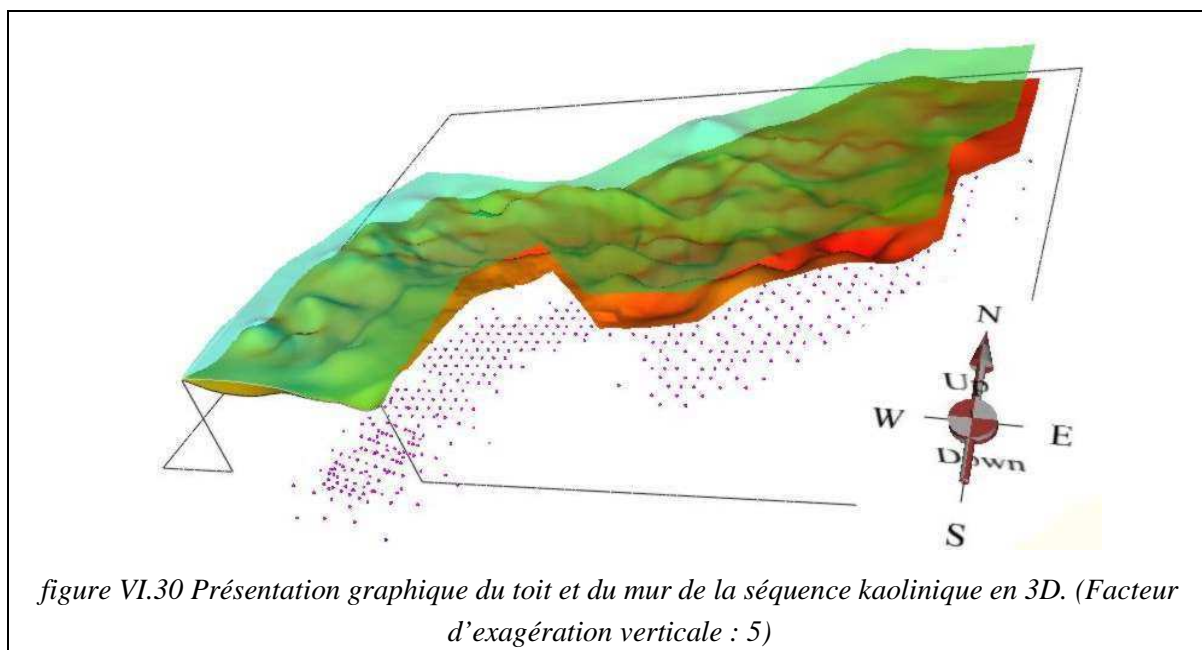 N
Up
W
E
Down
S
figure VI.30 Présentation graphique du toit et du mur de la séquence kaolinique en 3D. (Facteur
d'exagération verticale : 5)